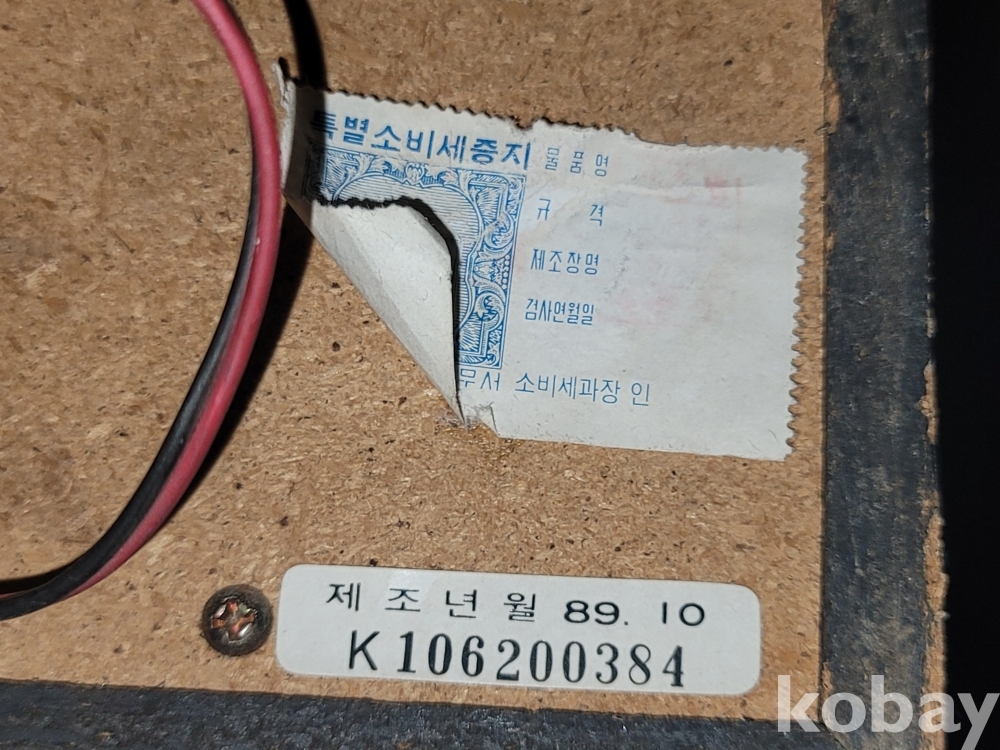 특별소비세증지
물품명
규 격
제조장명
검사연월일
무서 소비세과장 인
제 조 년 월 89. 10
K106200384
kobay